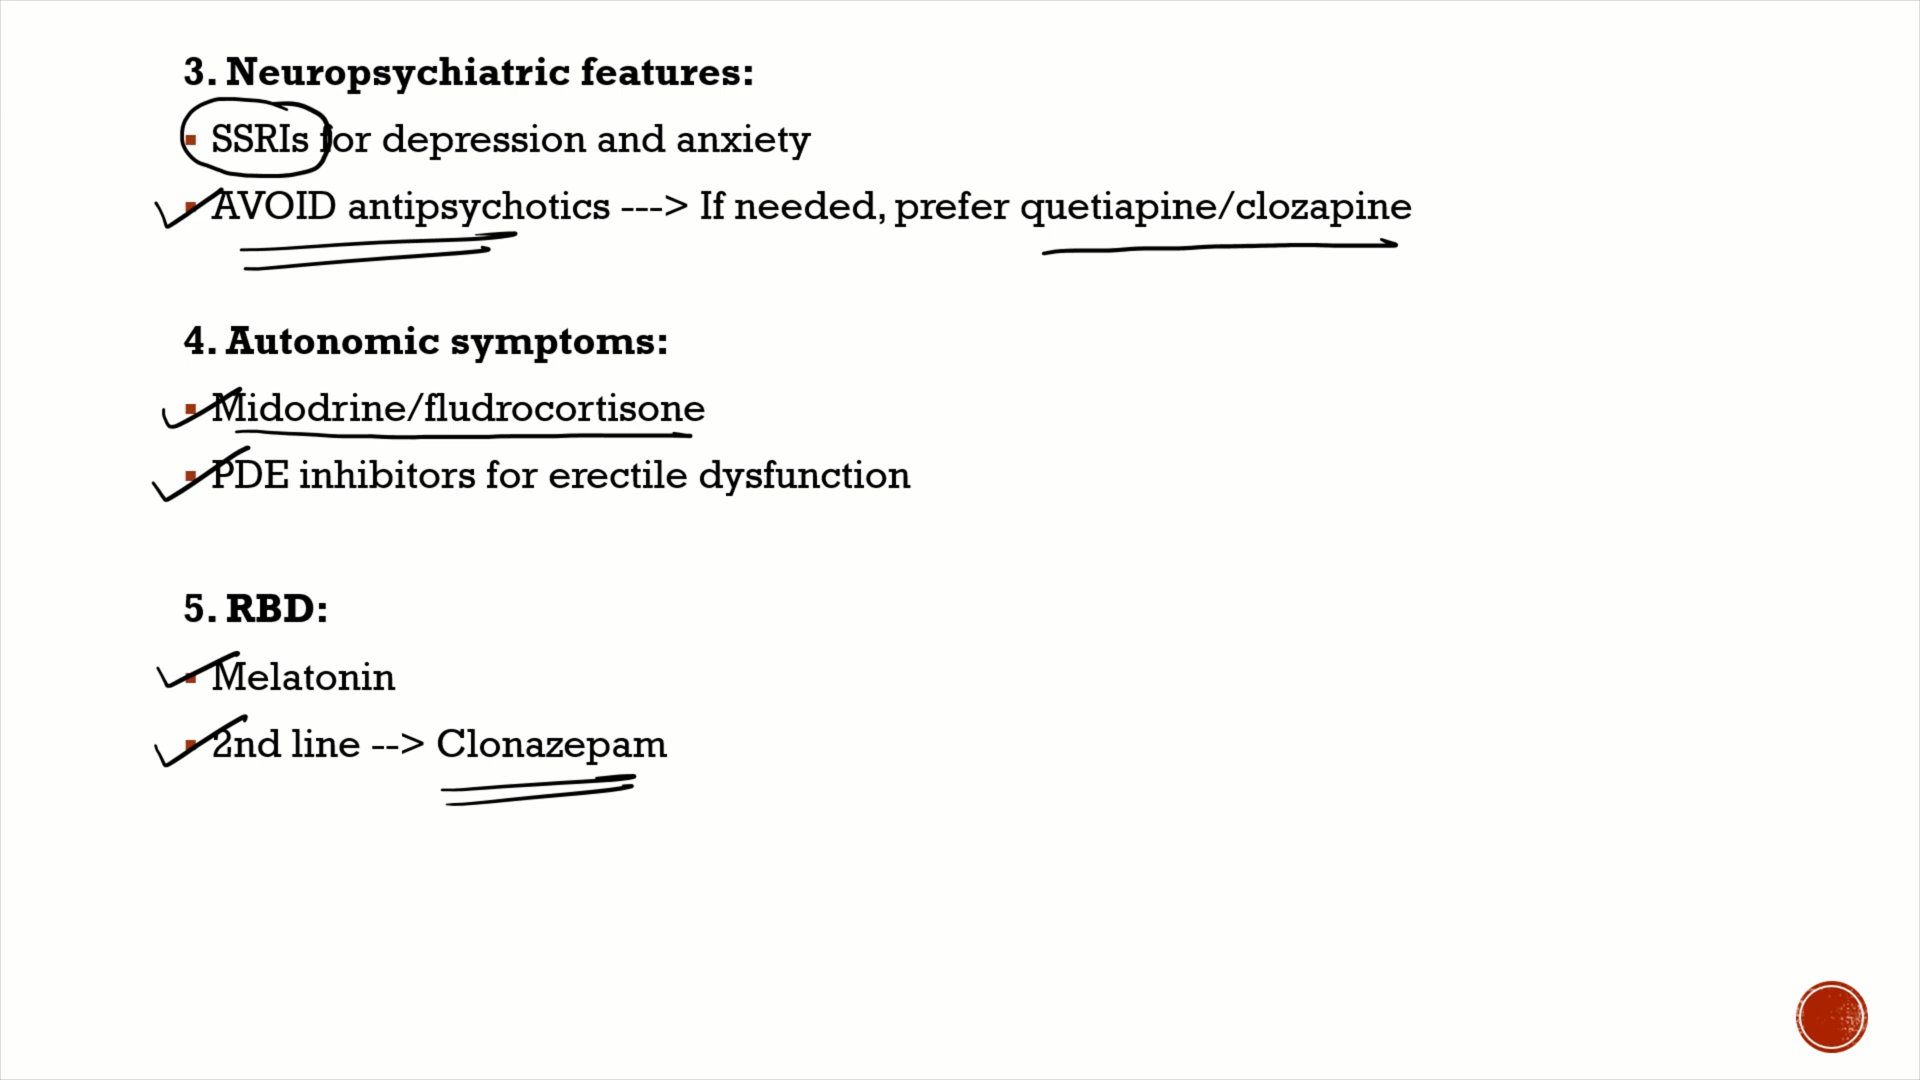 3. Neuropsychiatric features:
▪ SSRIs for depression and anxiety
▪ AVOID antipsychotics ---> If needed, prefer quetiapine/clozapine
4. Autonomic symptoms:
▪ Midodrine/fludrocortisone
▪ PDE inhibitors for erectile dysfunction
5. RBD:
▪ Melatonin
▪ 2nd line --> Clonazepam